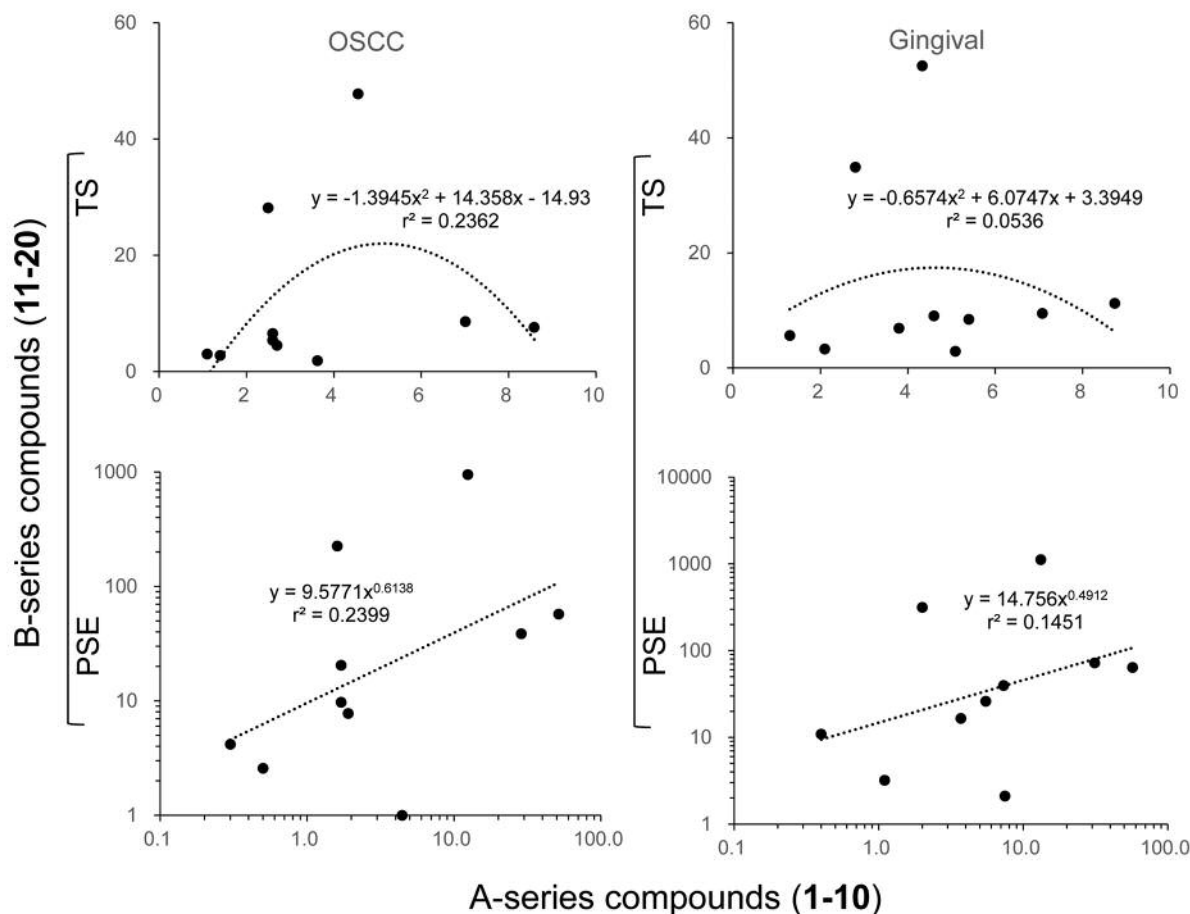 OSCC
60
40
20
0
0 2 4 6 8 10
y = -1.3945x² + 14.358x - 14.93
r² = 0.2362
Gingival
60
40
20
0
0 2 4 6 8 10
y = -0.6574x² + 6.0747x + 3.3949
r² = 0.0536
TS
TS
B-series compounds (11-20)
PSE
PSE
1000
100
10
1
0.1 1.0 10.0 100.0
y = 9.5771x⁰·⁶¹³⁸
r² = 0.2399
10000
1000
100
10
1
0.1 1.0 10.0 100.0
y = 14.756x⁰·⁴⁹¹²
r² = 0.1451
A-series compounds (1-10)